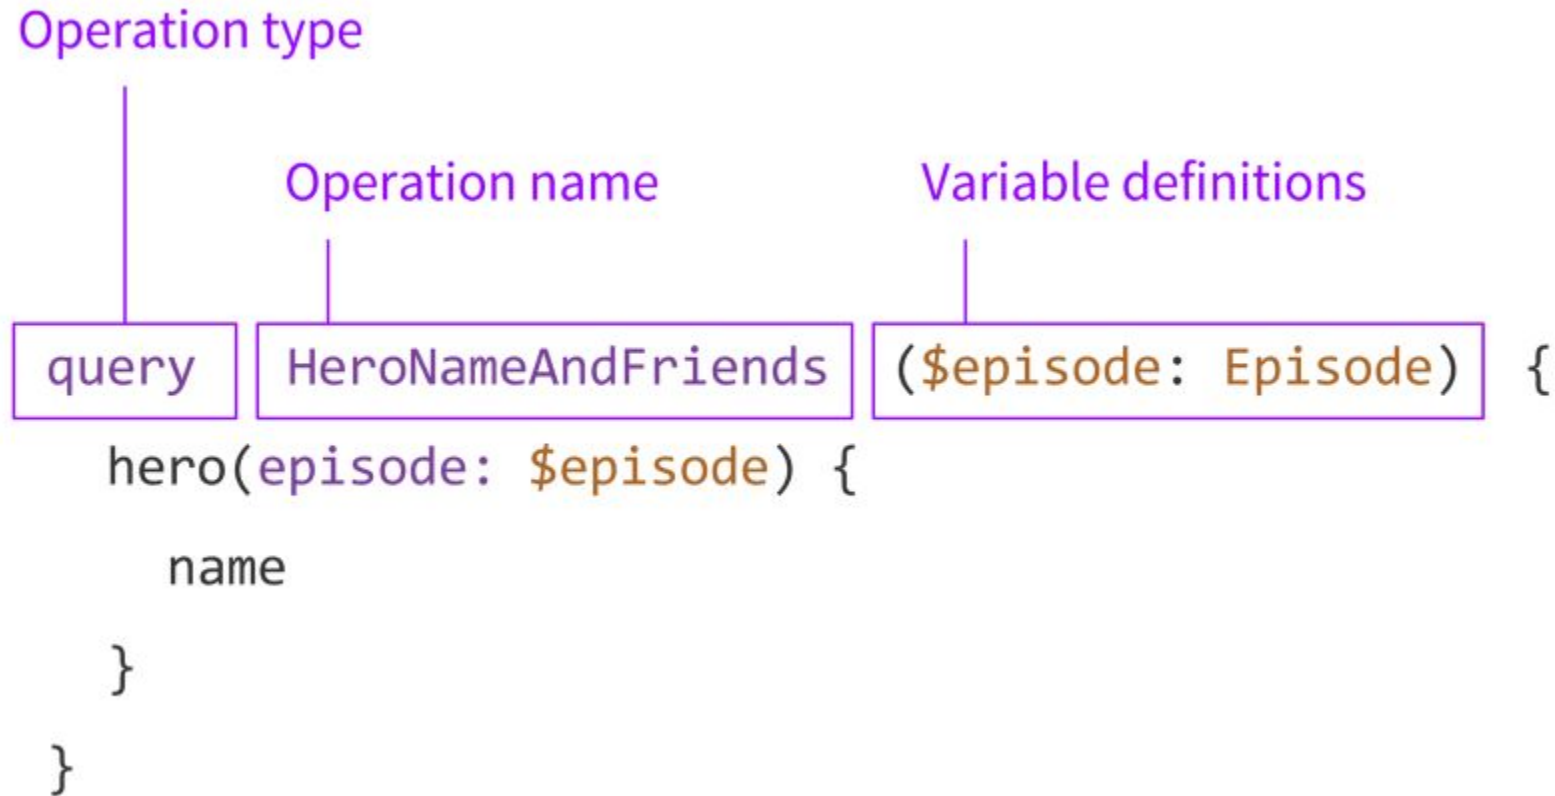 Operation type
Operation name
Variable definitions
query HeroNameAndFriends ($episode: Episode) {
hero(episode: $episode) {
name
}
}